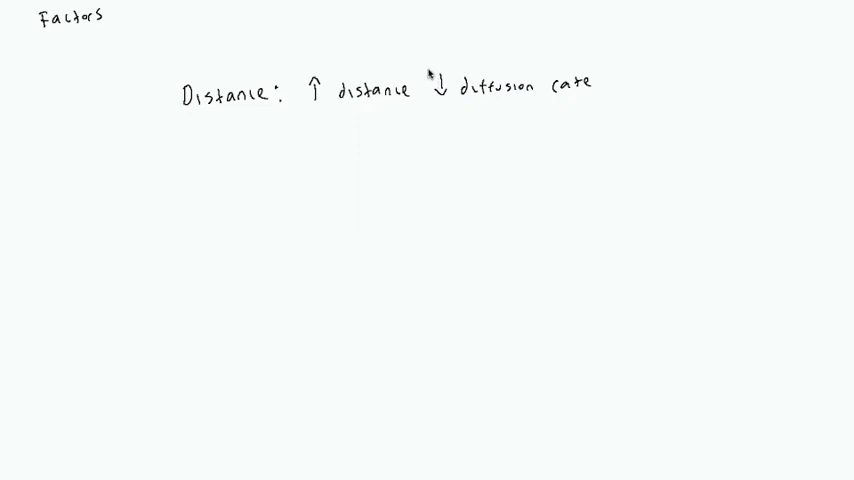 Factors
Distance: ↑ distance ↓ diffusion rate